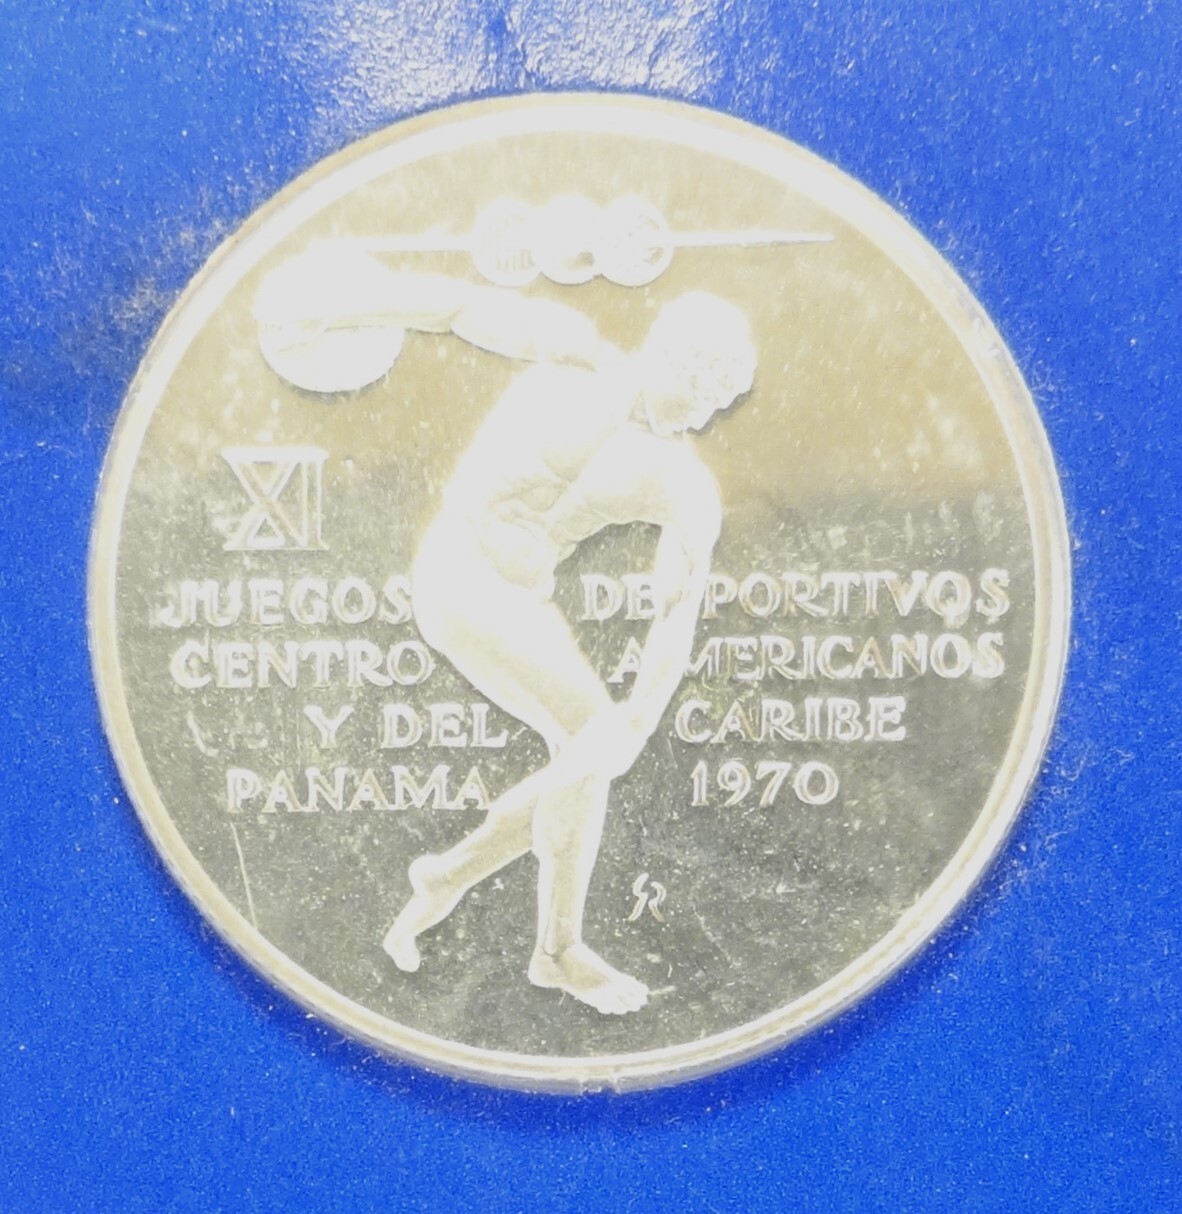 XI
JUEGOS DEPORTIVOS
CENTRO AMERICANOS
Y DEL CARIBE
PANAMA 1970